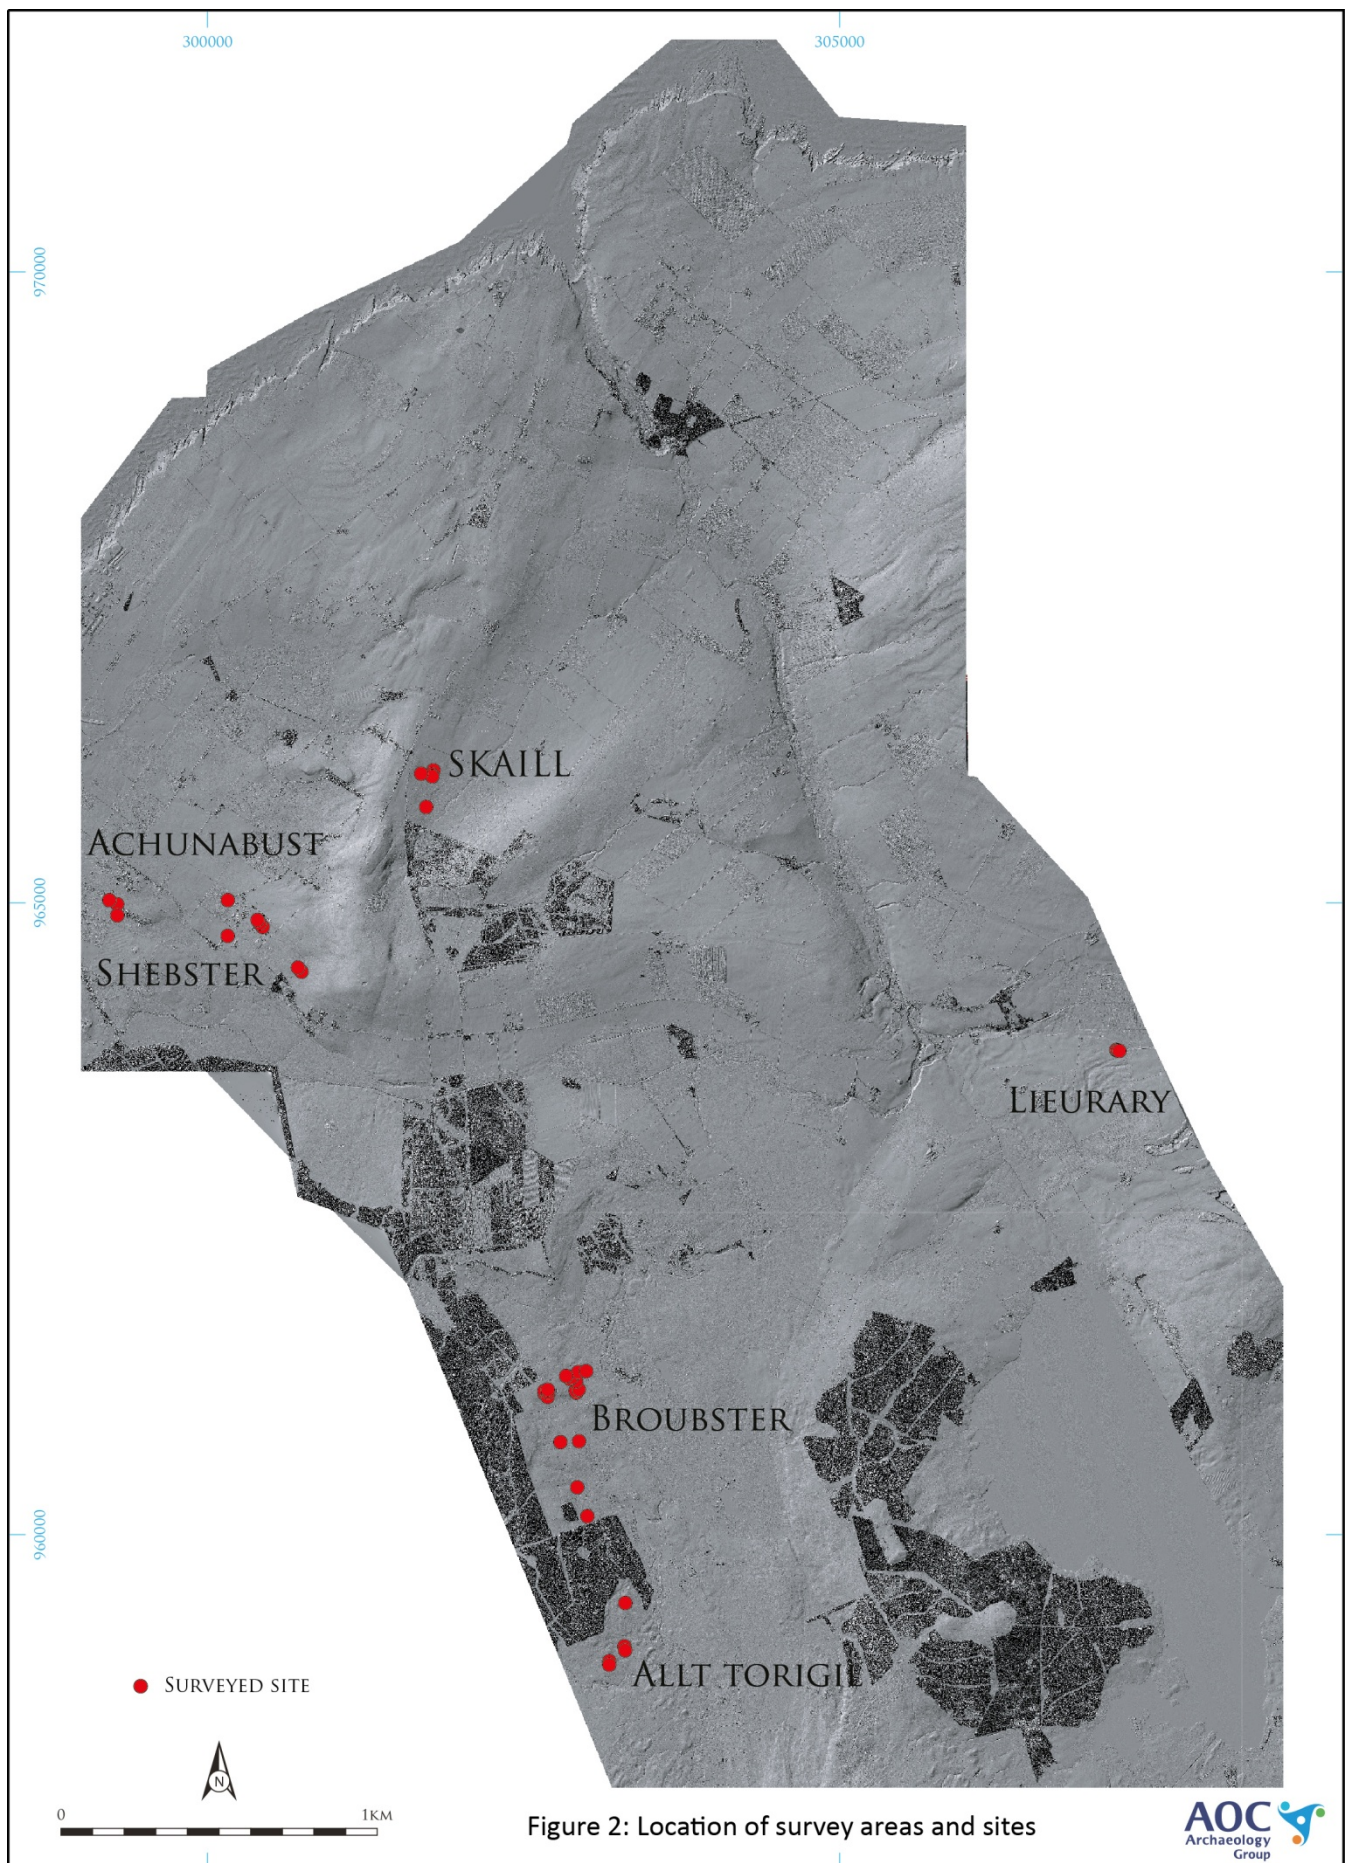 300000
305000
970000
SKAILL
ACHUNABUST
965000
SHEBSTER
LIEURARY
BROUBSTER
960000
ALLT TORIGIL
SURVEYED SITE
N
0
1KM
Figure 2: Location of survey areas and sites
AOC
Archaeology
Group